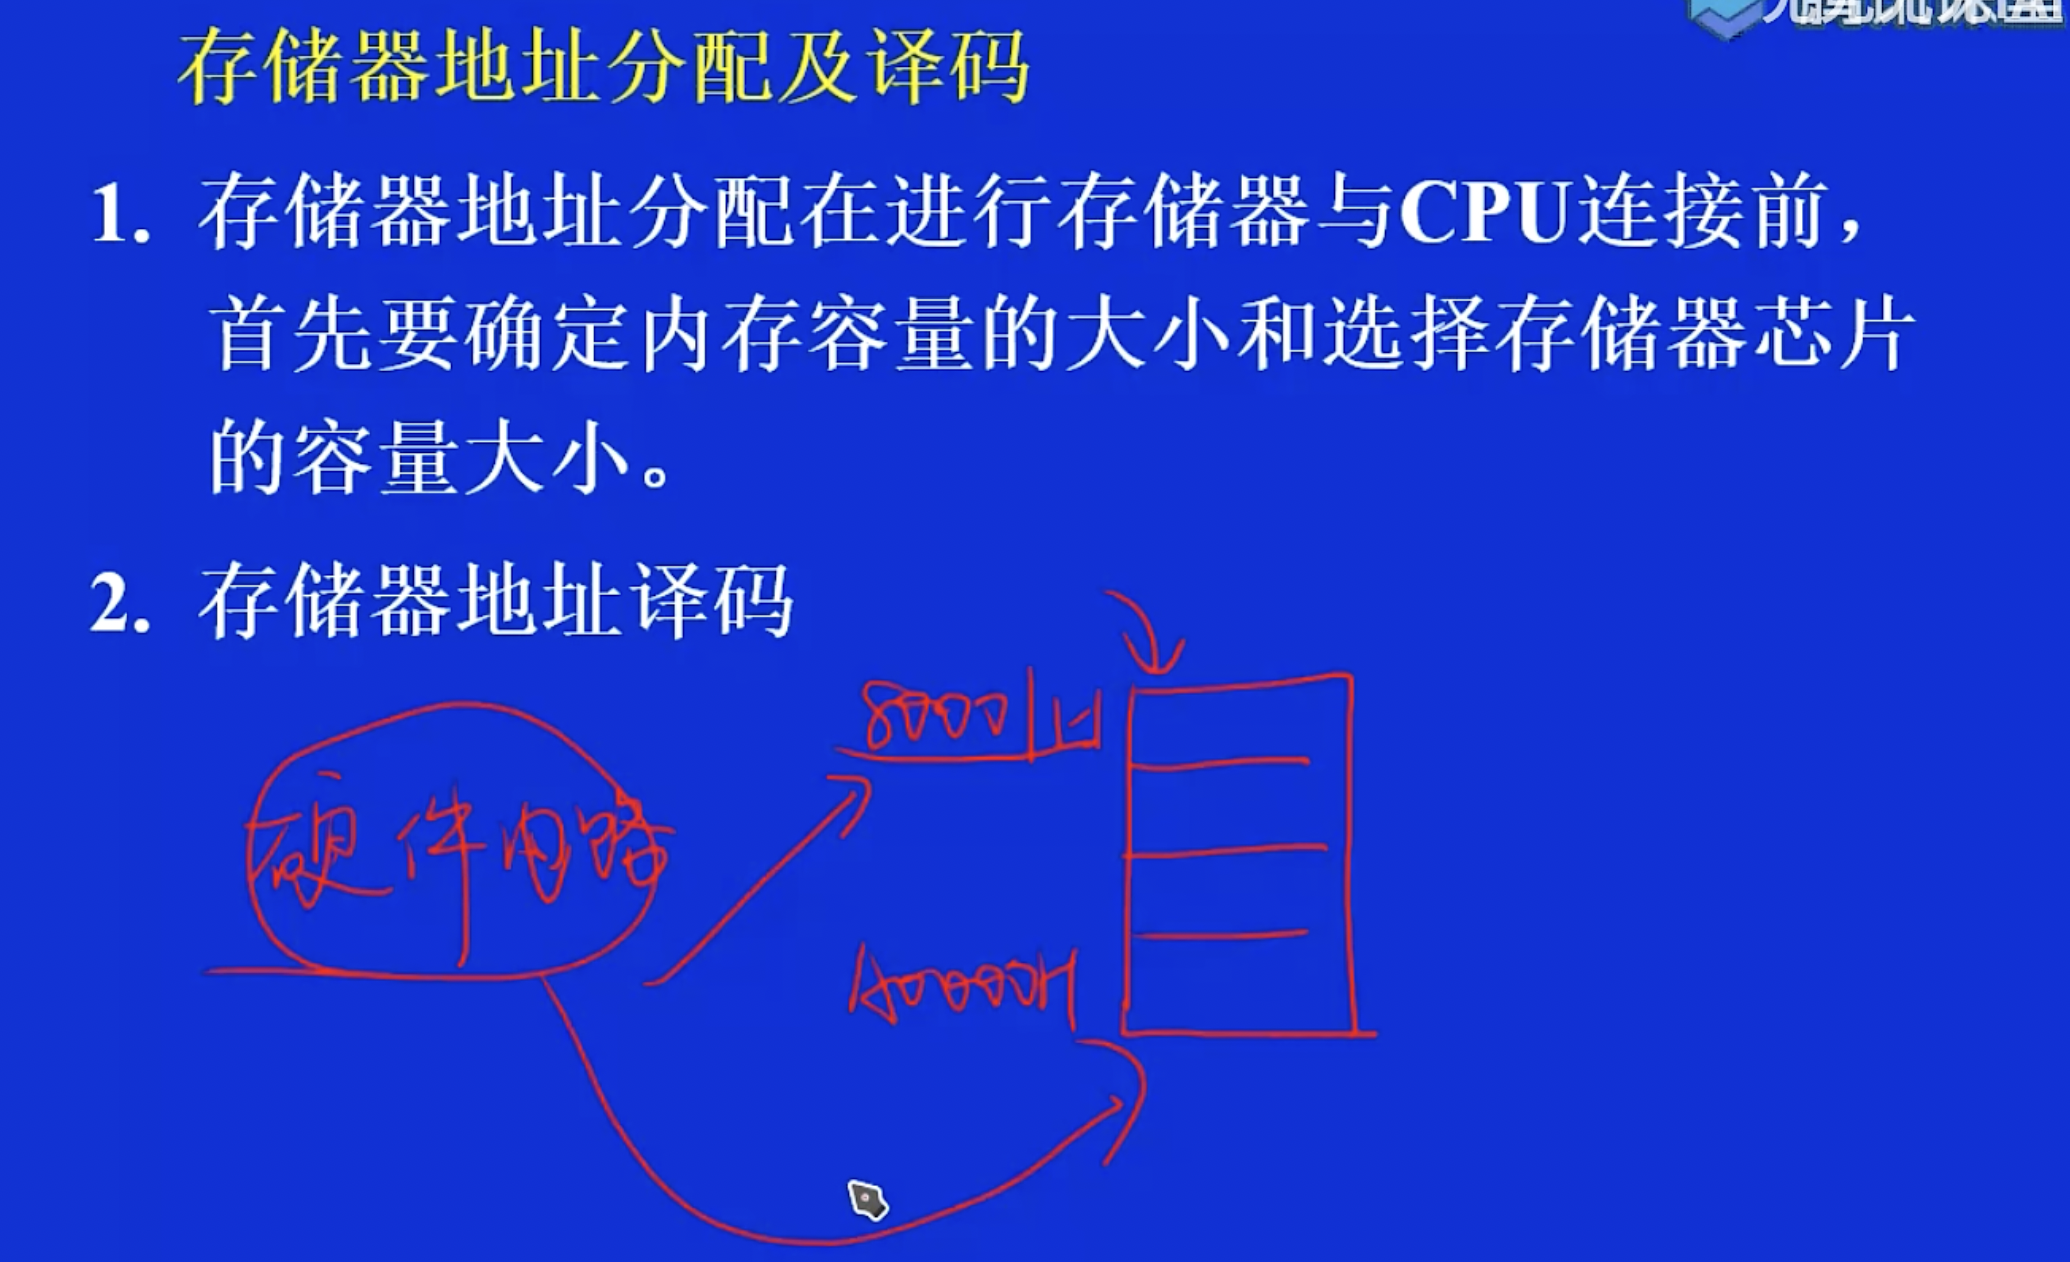 存储器地址分配及译码
1. 存储器地址分配在进行存储器与CPU连接前，
首先要确定内存容量的大小和选择存储器芯片
的容量大小。
2. 存储器地址译码
8000H
硬件电路
A0000H